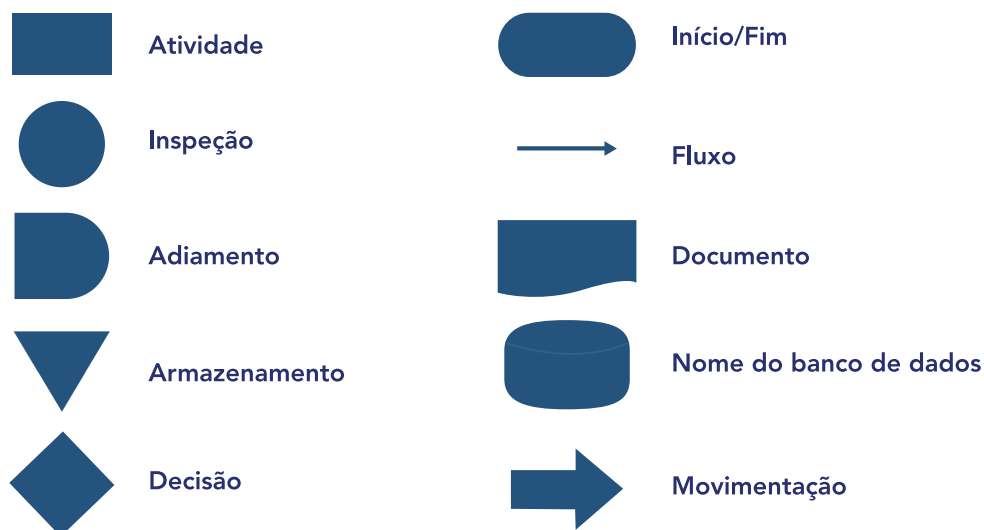 Atividade
Início/Fim
Inspeção
Fluxo
Adiamento
Documento
Armazenamento
Nome do banco de dados
Decisão
Movimentação